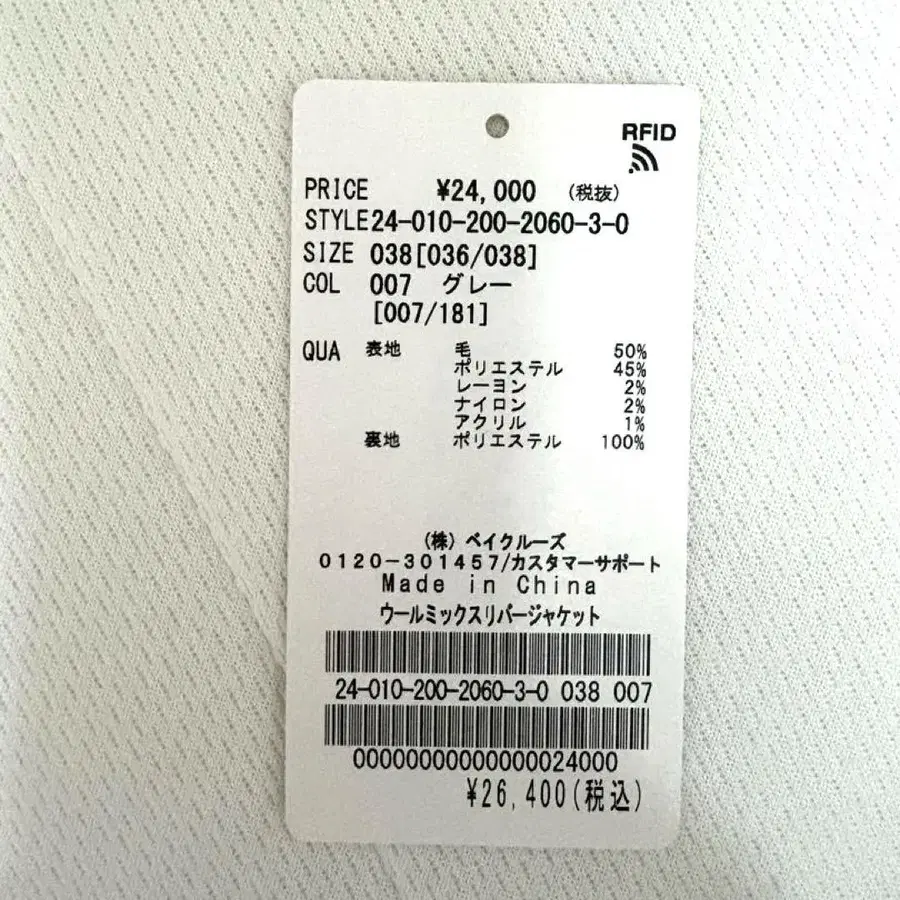 RFID
PRICE ¥24,000 (税抜)
STYLE 24-010-200-2060-3-0
SIZE 038[036/038]
COL 007 グレー
[007/181]
QUA 表地 毛 50%
ポリエステル 45%
レーヨン 2%
ナイロン 2%
アクリル 1%
裏地 ポリエステル 100%
(株) ベイクルーズ
0120-301457/カスタマーサポート
Made in China
ウールミックスリバージャケット
24-010-200-2060-3-0 038 007
00000000000000024000
¥26,400(税込)